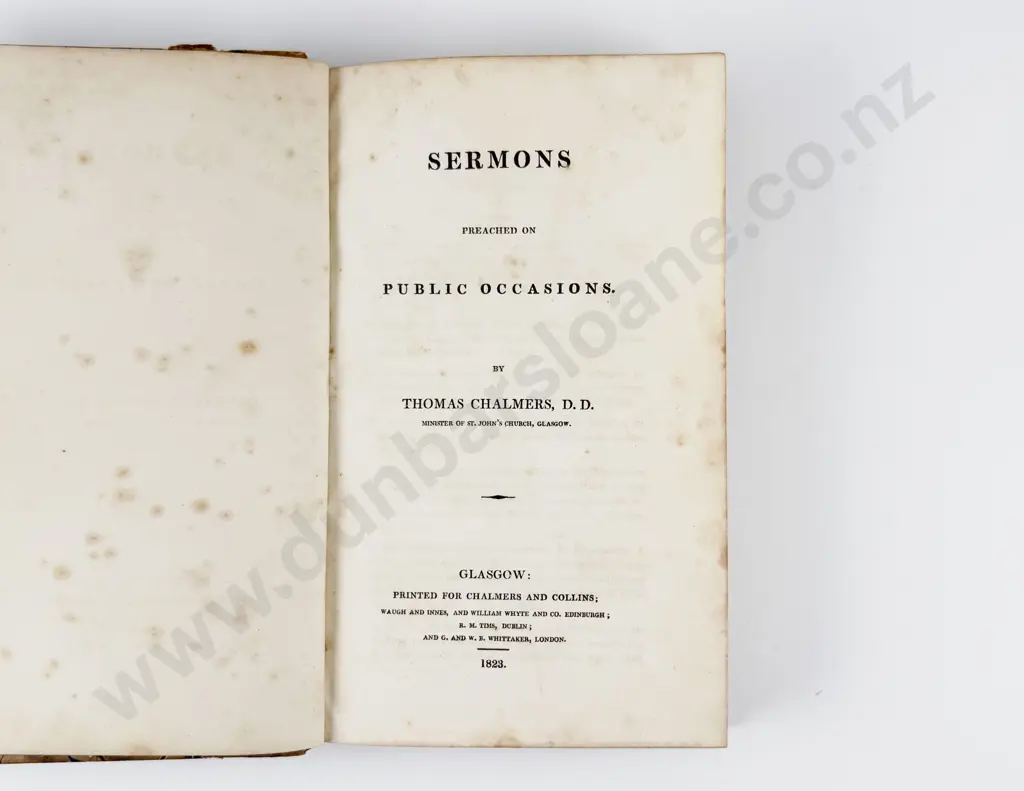 SERMONS
PREACHED ON
PUBLIC OCCASIONS.
BY
THOMAS CHALMERS, D. D.
MINISTER OF ST. JOHN'S CHURCH, GLASGOW.
GLASGOW:
PRINTED FOR CHALMERS AND COLLINS;
WAUGH AND INNES, AND WILLIAM WHYTE AND CO. EDINBURGH;
R. M. TIMS, DUBLIN;
AND G. AND W. B. WHITTAKER, LONDON.
1823.
www.dunbarsloane.co.nz